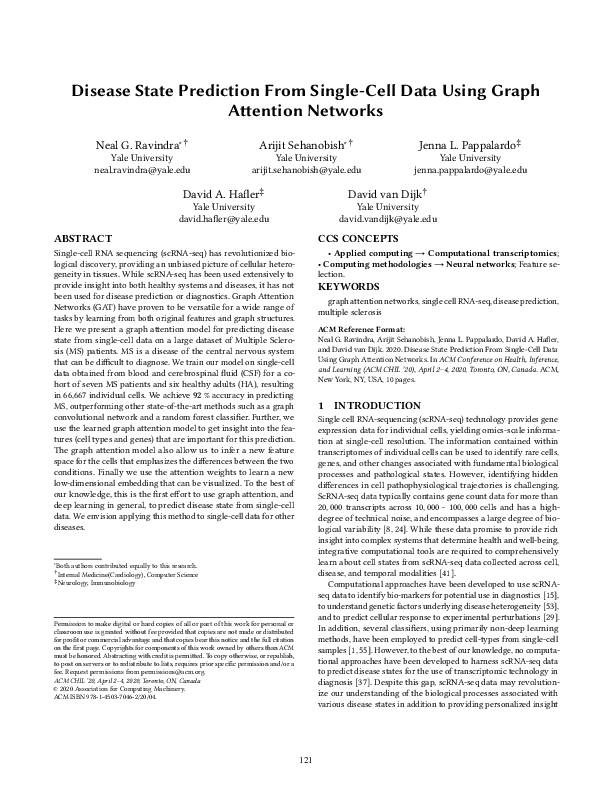 Disease State Prediction From Single-Cell Data Using Graph
Attention Networks
Neal G. Ravindra*†
Yale University
neal.ravindra@yale.edu
Arijit Sehanobish*†
Yale University
arijit.sehanobish@yale.edu
Jenna L. Pappalardo‡
Yale University
jenna.pappalardo@yale.edu
David A. Hafler‡
Yale University
david.hafler@yale.edu
David van Dijk†
Yale University
david.vandijk@yale.edu
ABSTRACT
Single-cell RNA sequencing (scRNA-seq) has revolutionized bio-
logical discovery, providing an unbiased picture of cellular hetero-
geneity in tissues. While scRNA-seq has been used extensively to
provide insight into both healthy systems and diseases, it has not
been used for disease prediction or diagnostics. Graph Attention
Networks (GAT) have proven to be versatile for a wide range of
tasks by learning from both original features and graph structures.
Here we present a graph attention model for predicting disease
state from single-cell data on a large dataset of Multiple Sclero-
sis (MS) patients. MS is a disease of the central nervous system
that can be difficult to diagnose. We train our model on single-cell
data obtained from blood and cerebrospinal fluid (CSF) for a co-
hort of seven MS patients and six healthy adults (HA), resulting
in 66,667 individual cells. We achieve 92 % accuracy in predicting
MS, outperforming other state-of-the-art methods such as a graph
convolutional network and a random forest classifier. Further, we
use the learned graph attention model to get insight into the fea-
tures (cell types and genes) that are important for this prediction.
The graph attention model also allow us to infer a new feature
space for the cells that emphasizes the differences between the two
conditions. Finally we use the attention weights to learn a new
low-dimensional embedding that can be visualized. To the best of
our knowledge, this is the first effort to use graph attention, and
deep learning in general, to predict disease state from single-cell
data. We envision applying this method to single-cell data for other
diseases.
*Both authors contributed equally to this research.
†Internal Medicine(Cardiology), Computer Science
‡Neurology, Immunobiology
Permission to make digital or hard copies of all or part of this work for personal or
classroom use is granted without fee provided that copies are not made or distributed
for profit or commercial advantage and that copies bear this notice and the full citation
on the first page. Copyrights for components of this work owned by others than ACM
must be honored. Abstracting with credit is permitted. To copy otherwise, or republish,
to post on servers or to redistribute to lists, requires prior specific permission and/or a
fee. Request permissions from permissions@acm.org.
ACM CHIL '20, April 2–4, 2020, Toronto, ON, Canada
© 2020 Association for Computing Machinery.
ACM ISBN 978-1-4503-7046-2/20/04.
CCS CONCEPTS
• Applied computing → Computational transcriptomics;
• Computing methodologies → Neural networks; Feature se-
lection.
KEYWORDS
graph attention networks, single cell RNA-seq, disease prediction,
multiple sclerosis
ACM Reference Format:
Neal G. Ravindra, Arijit Sehanobish, Jenna L. Pappalardo, David A. Hafler,
and David van Dijk. 2020. Disease State Prediction From Single-Cell Data
Using Graph Attention Networks. In ACM Conference on Health, Inference,
and Learning (ACM CHIL '20), April 2–4, 2020, Toronto, ON, Canada. ACM,
New York, NY, USA, 10 pages.
1 INTRODUCTION
Single cell RNA-sequencing (scRNA-seq) technology provides gene
expression data for individual cells, yielding omics-scale informa-
tion at single-cell resolution. The information contained within
transcriptomes of individual cells can be used to identify rare cells,
genes, and other changes associated with fundamental biological
processes and pathological states. However, identifying hidden
differences in cell pathophysiological trajectories is challenging.
ScRNA-seq data typically contains gene count data for more than
20, 000 transcripts across 10, 000 - 100, 000 cells and has a high-
degree of technical noise, and encompasses a large degree of bio-
logical variability [8, 24]. While these data promise to provide rich
insight into complex systems that determine health and well-being,
integrative computational tools are required to comprehensively
learn about cell states from scRNA-seq data collected across cell,
disease, and temporal modalities [41].
Computational approaches have been developed to use scRNA-
seq data to identify bio-markers for potential use in diagnostics [15],
to understand genetic factors underlying disease heterogeneity [53],
and to predict cellular response to experimental perturbations [29].
In addition, several classifiers, using primarily non-deep learning
methods, have been employed to predict cell-types from single-cell
samples [1, 55]. However, to the best of our knowledge, no computa-
tional approaches have been developed to harness scRNA-seq data
to predict disease states for the use of transcriptomic technology in
diagnosis [37]. Despite this gap, scRNA-seq data may revolution-
ize our understanding of the biological processes associated with
various disease states in addition to providing personalized insight
121